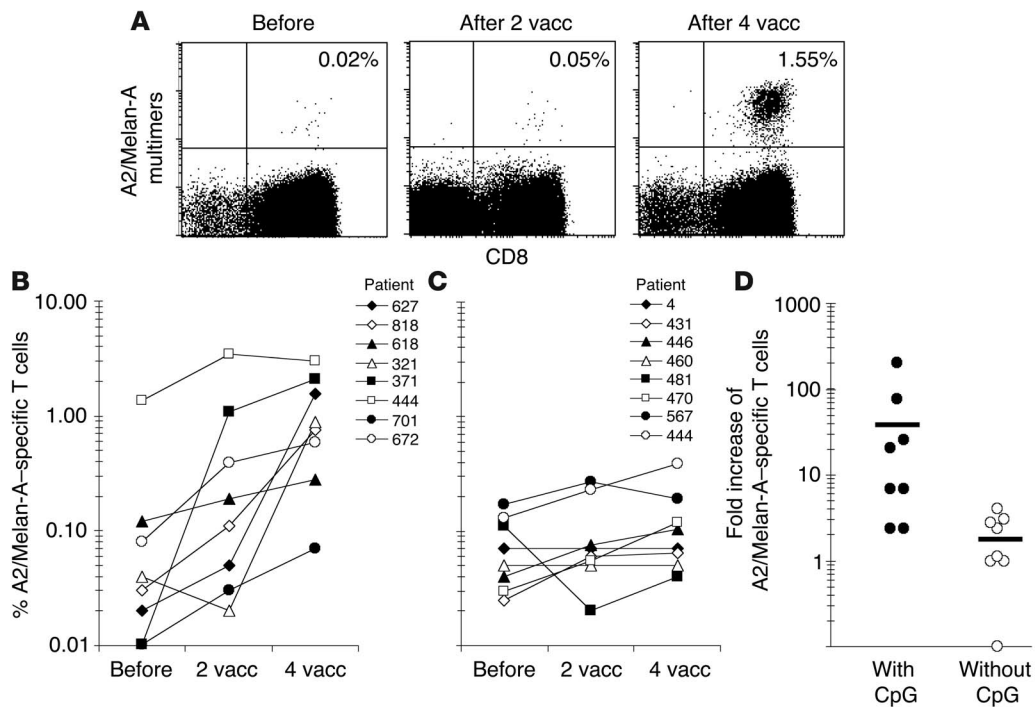 A
Before
After 2 vacc
After 4 vacc
A2/Melan-A
multimers
0.02%
0.05%
1.55%
CD8
B
Patient
627
818
618
321
371
444
701
672
% A2/Melan-A–specific T cells
10.00
1.00
0.10
0.01
Before
2 vacc
4 vacc
C
Patient
4
431
446
460
481
470
567
444
Before
2 vacc
4 vacc
D
Fold increase of
A2/Melan-A–specific T cells
1000
100
10
1
With
CpG
Without
CpG